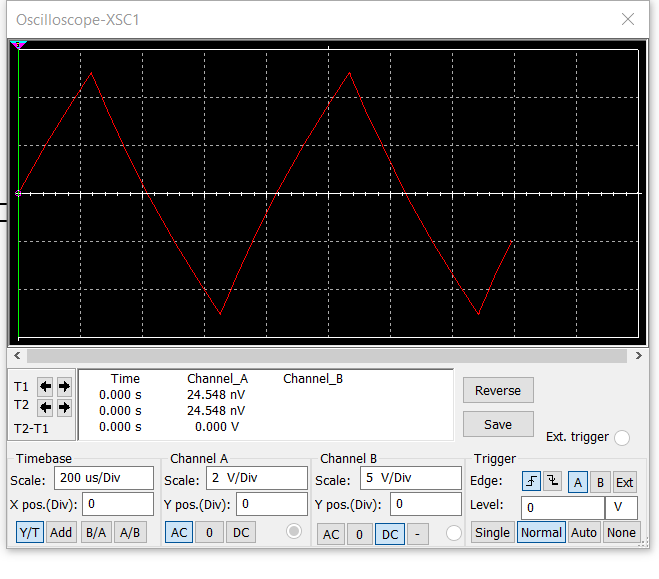 Oscilloscope-XSC1
Time Channel_A Channel_B
T1 0.000 s 24.548 nV
T2 0.000 s 24.548 nV
T2-T1 0.000 s 0.000 V
Reverse
Save
Ext. trigger
Timebase
Scale: 200 us/Div
X pos.(Div): 0
Y/T Add B/A A/B
Channel A
Scale: 2 V/Div
Y pos.(Div): 0
AC 0 DC
Channel B
Scale: 5 V/Div
Y pos.(Div): 0
AC 0 DC -
Trigger
Edge: A B Ext
Level: 0 V
Single Normal Auto None